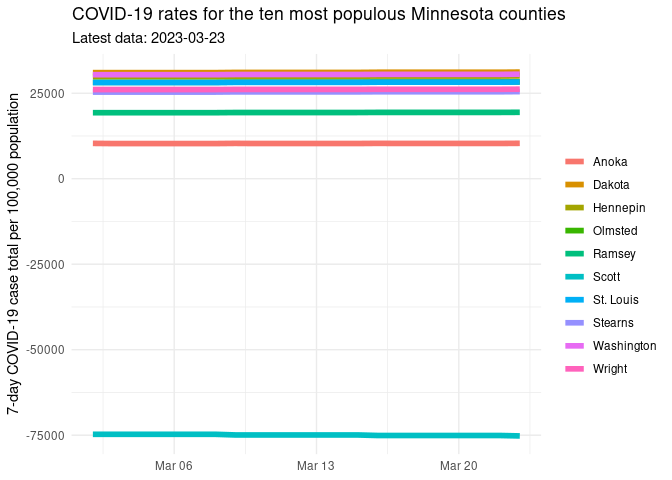 COVID-19 rates for the ten most populous Minnesota counties
Latest data: 2023-03-23
7-day COVID-19 case total per 100,000 population
25000
0
-25000
-50000
-75000
Mar 06
Mar 13
Mar 20
Anoka
Dakota
Hennepin
Olmsted
Ramsey
Scott
St. Louis
Stearns
Washington
Wright